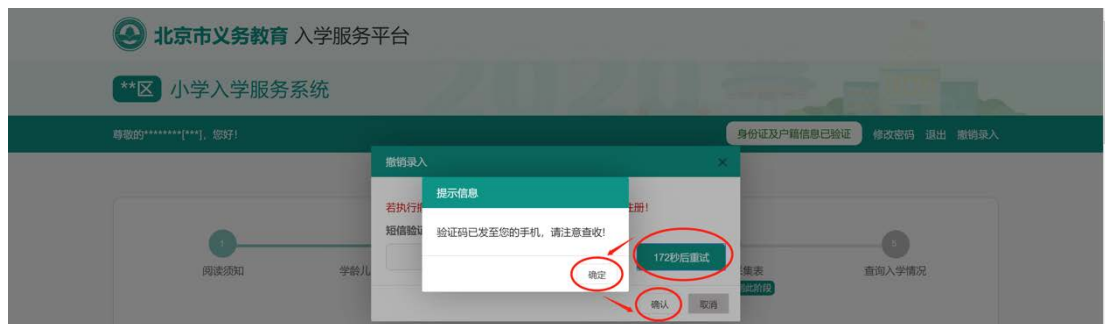 北京市义务教育 入学服务平台
**区 小学入学服务系统
尊敬的********[***]，您好！
身份证及户籍信息已验证 修改密码 退出 撤销录入
撤销录入 ×
提示信息
若执行 注册！
短信验证
验证码已发至您的手机，请注意查收!
172秒后重试
确定
1
5
阅读须知
学龄儿
集表
查询入学情况
此阶段
确认 取消